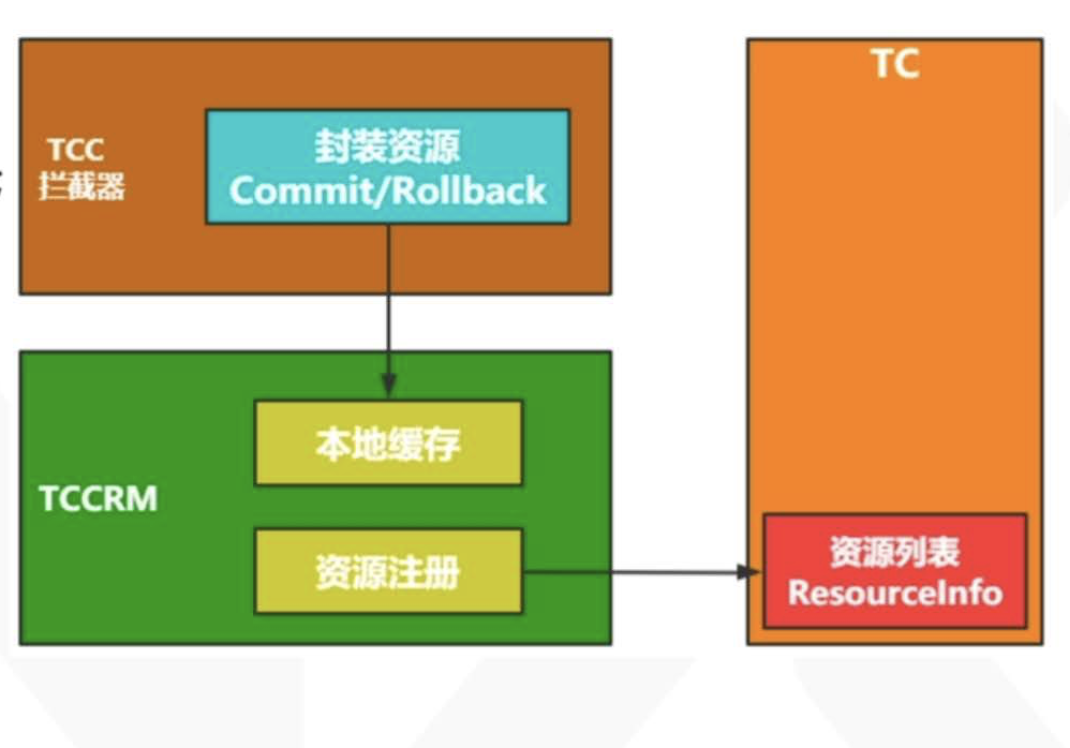 TCC
拦截器
封装资源
Commit/Rollback
TCCRM
本地缓存
资源注册
TC
资源列表
ResourceInfo